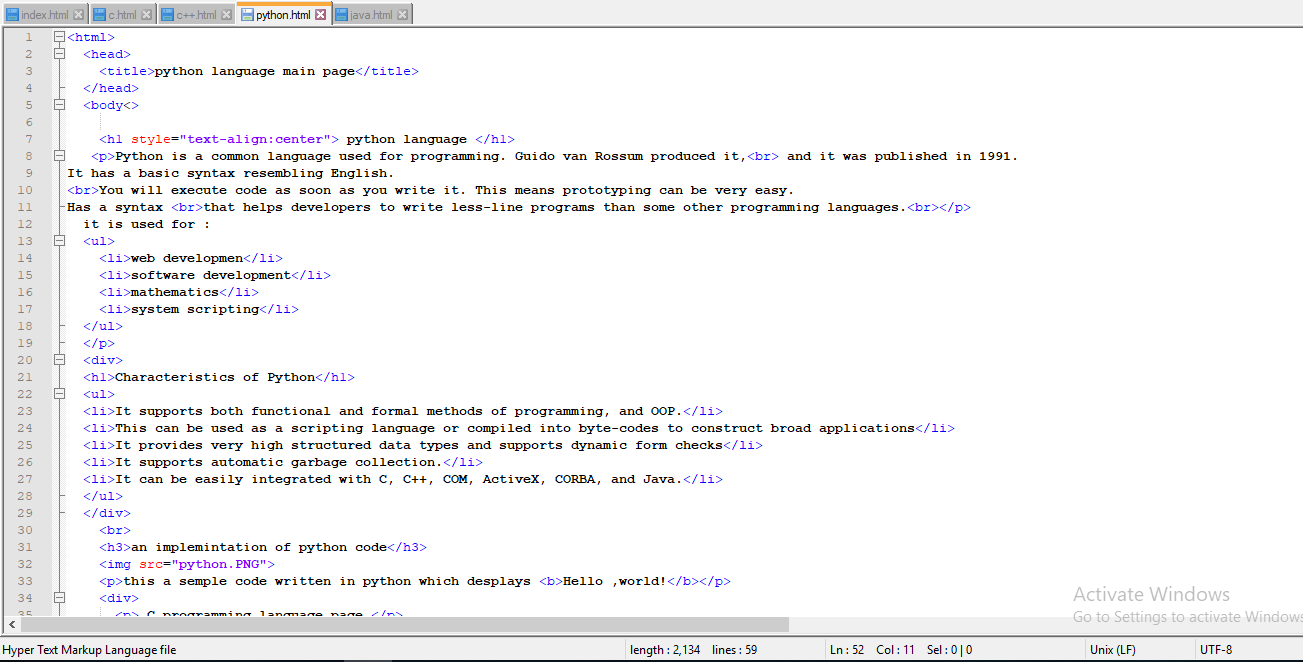 index.html c.html c++.html python.html java.html
1 <html>
2 <head>
3 <title>python language main page</title>
4 </head>
5 <body<>
6
7 <h1 style="text-align:center"> python language </h1>
8 <p>Python is a common language used for programming. Guido van Rossum produced it,<br> and it was published in 1991.
9 It has a basic syntax resembling English.
10 <br>You will execute code as soon as you write it. This means prototyping can be very easy.
11 Has a syntax <br>that helps developers to write less-line programs than some other programming languages.<br></p>
12 it is used for :
13 <ul>
14 <li>web developmen</li>
15 <li>software development</li>
16 <li>mathematics</li>
17 <li>system scripting</li>
18 </ul>
19 </p>
20 <div>
21 <h1>Characteristics of Python</h1>
22 <ul>
23 <li>It supports both functional and formal methods of programming, and OOP.</li>
24 <li>This can be used as a scripting language or compiled into byte-codes to construct broad applications</li>
25 <li>It provides very high structured data types and supports dynamic form checks</li>
26 <li>It supports automatic garbage collection.</li>
27 <li>It can be easily integrated with C, C++, COM, ActiveX, CORBA, and Java.</li>
28 </ul>
29 </div>
30 <br>
31 <h3>an implemintation of python code</h3>
32 <img src="python.PNG">
33 <p>this a semple code written in python which desplays <b>Hello ,world!</b></p>
34 <div>
35 <p> C programming language page </p>
Activate Windows
Go to Settings to activate Windows
Hyper Text Markup Language file length : 2,134 lines : 59 Ln : 52 Col : 11 Sel : 0 | 0 Unix (LF) UTF-8